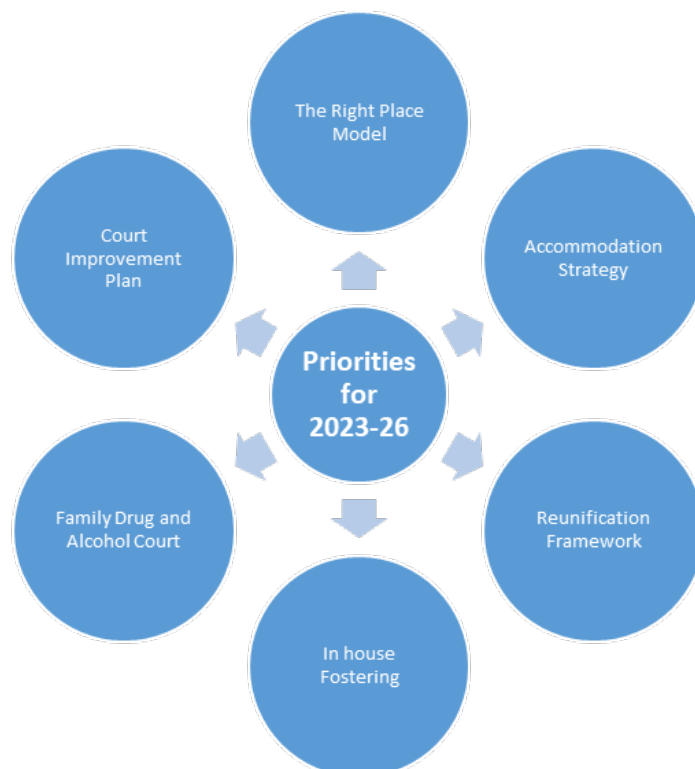 The Right Place
Model
Court
Improvement
Plan
Accommodation
Strategy
Priorities
for
2023-26
Family Drug and
Alcohol Court
Reunification
Framework
In house
Fostering